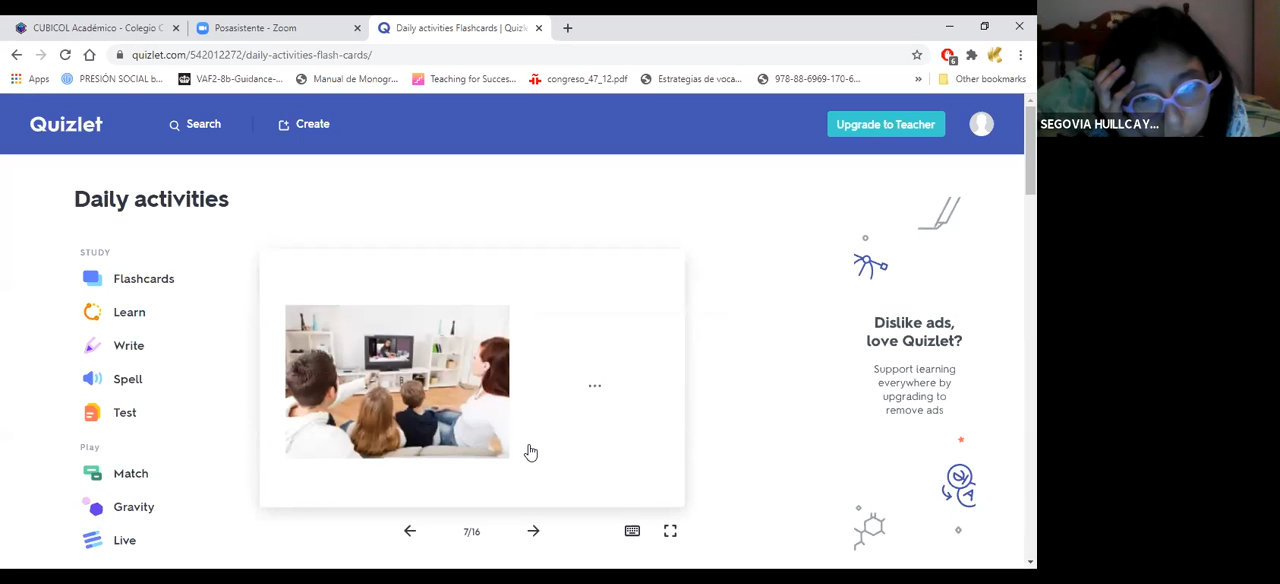 CUBICOL Académico - Colegio C
Posasistente - Zoom
Daily activities Flashcards | Quizle
quizlet.com/542012272/daily-activities-flash-cards/
6
Apps
PRESIÓN SOCIAL b...
VAF2-8b-Guidance-...
Manual de Monogr...
Teaching for Succes...
congreso_47_12.pdf
Estrategias de voca...
978-88-6969-170-6...
»
Other bookmarks
Quizlet
Search
Create
Upgrade to Teacher
SEGOVIA HUILLCAY...
Daily activities
STUDY
Flashcards
Learn
Write
Spell
Test
Play
Match
Gravity
Live
...
7/16
Dislike ads,
love Quizlet?
Support learning
everywhere by
upgrading to
remove ads